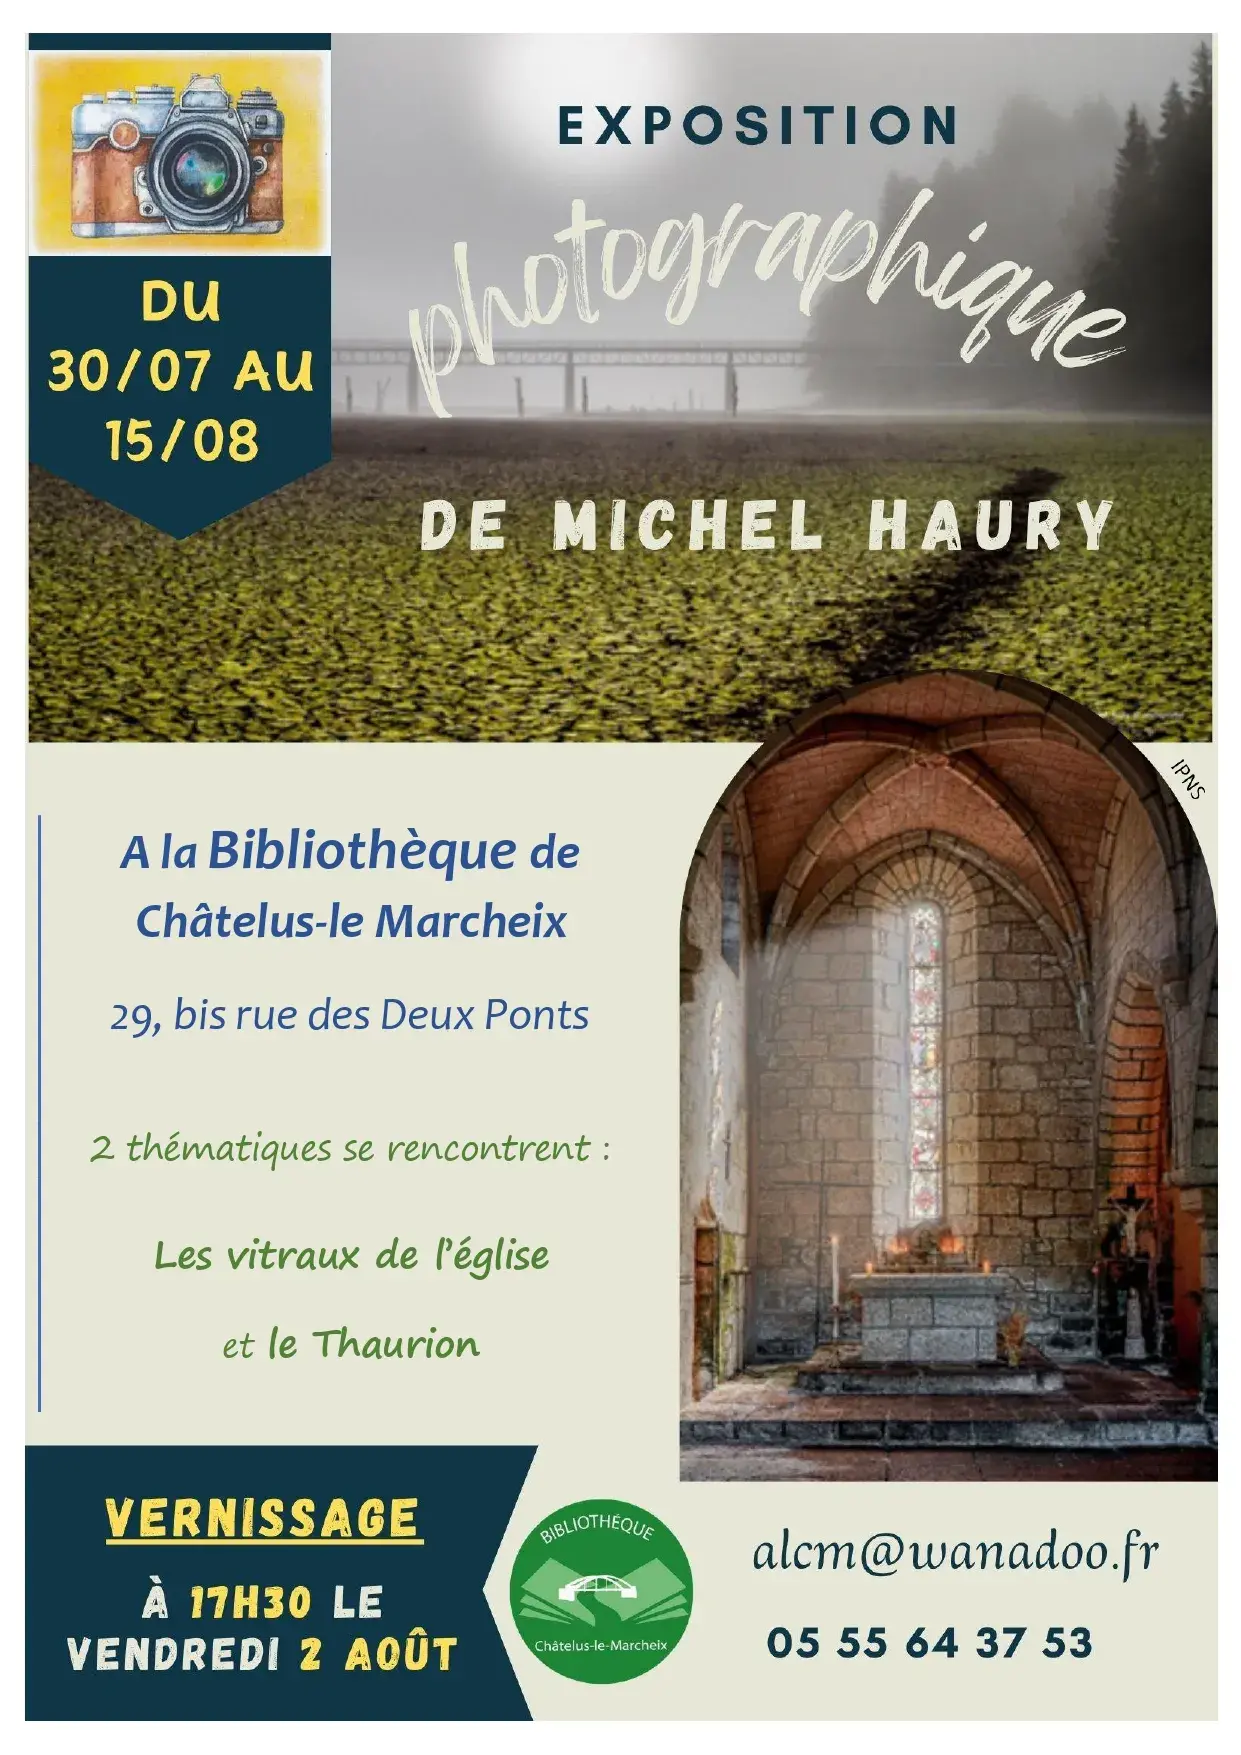 EXPOSITION
photographique
DE MICHEL HAURY
DU
30/07 AU
15/08
IPNS
A la Bibliothèque de
Châtelus-le Marcheix
29, bis rue des Deux Ponts
2 thématiques se rencontrent :
Les vitraux de l'église
et le Thaurion
VERNISSAGE
À 17H30 LE
VENDREDI 2 AOÛT
BIBLIOTHÉQUE
Châtelus-le-Marcheix
alcm@wanadoo.fr
05 55 64 37 53